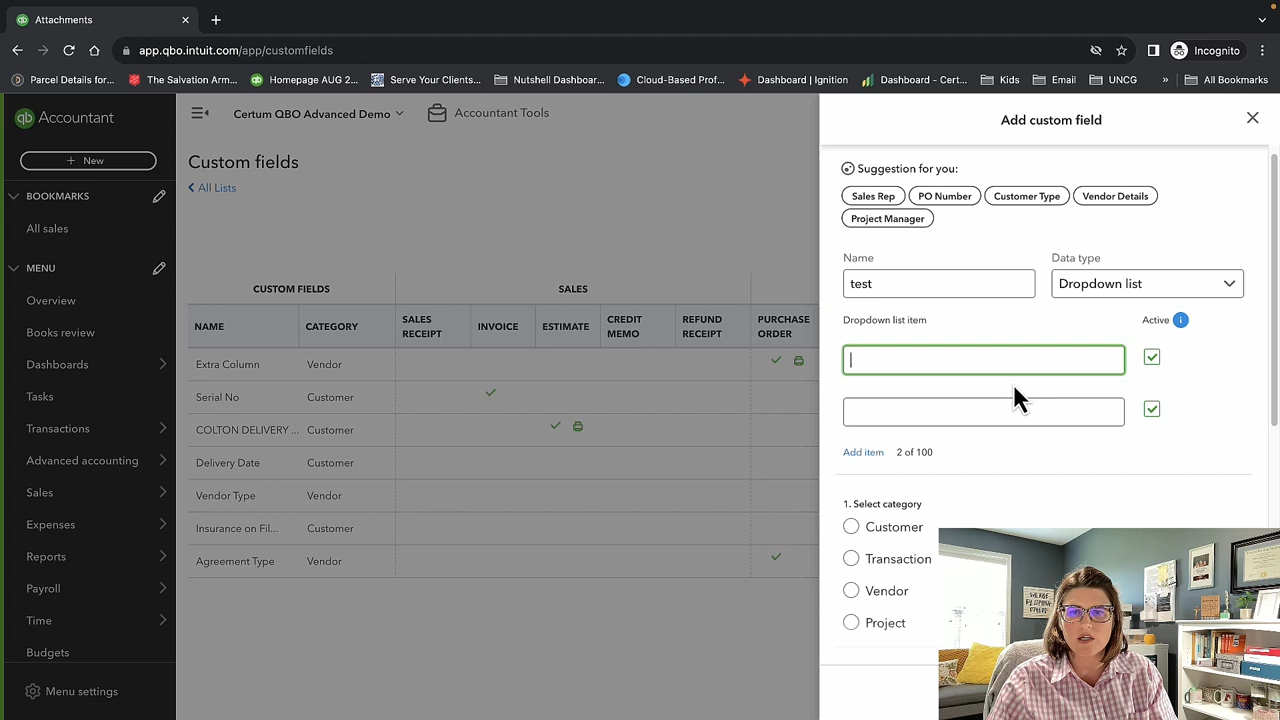 Attachments
app.qbo.intuit.com/app/customfields
Incognito
Parcel Details for...
The Salvation Arm...
Homepage AUG 2...
Serve Your Clients...
Nutshell Dashboar...
Cloud-Based Prof...
Dashboard | Ignition
Dashboard - Cert...
Kids
Email
UNCG
»
All Bookmarks
qb Accountant
+ New
BOOKMARKS
All sales
MENU
Overview
Books review
Dashboards
Tasks
Transactions
Advanced accounting
Sales
Expenses
Reports
Payroll
Time
Budgets
Menu settings
Certum QBO Advanced Demo
Accountant Tools
Custom fields
All Lists
CUSTOM FIELDS
SALES
NAME
CATEGORY
SALES RECEIPT
INVOICE
ESTIMATE
CREDIT MEMO
REFUND RECEIPT
PURCHASE ORDER
Extra Column
Vendor
Serial No
Customer
COLTON DELIVERY ...
Customer
Delivery Date
Customer
Vendor Type
Vendor
Insurance on Fil...
Customer
Agreement Type
Vendor
Add custom field
Suggestion for you:
Sales Rep
PO Number
Customer Type
Vendor Details
Project Manager
Name
Data type
test
Dropdown list
Dropdown list item
Active
Add item
2 of 100
1. Select category
Customer
Transaction
Vendor
Project